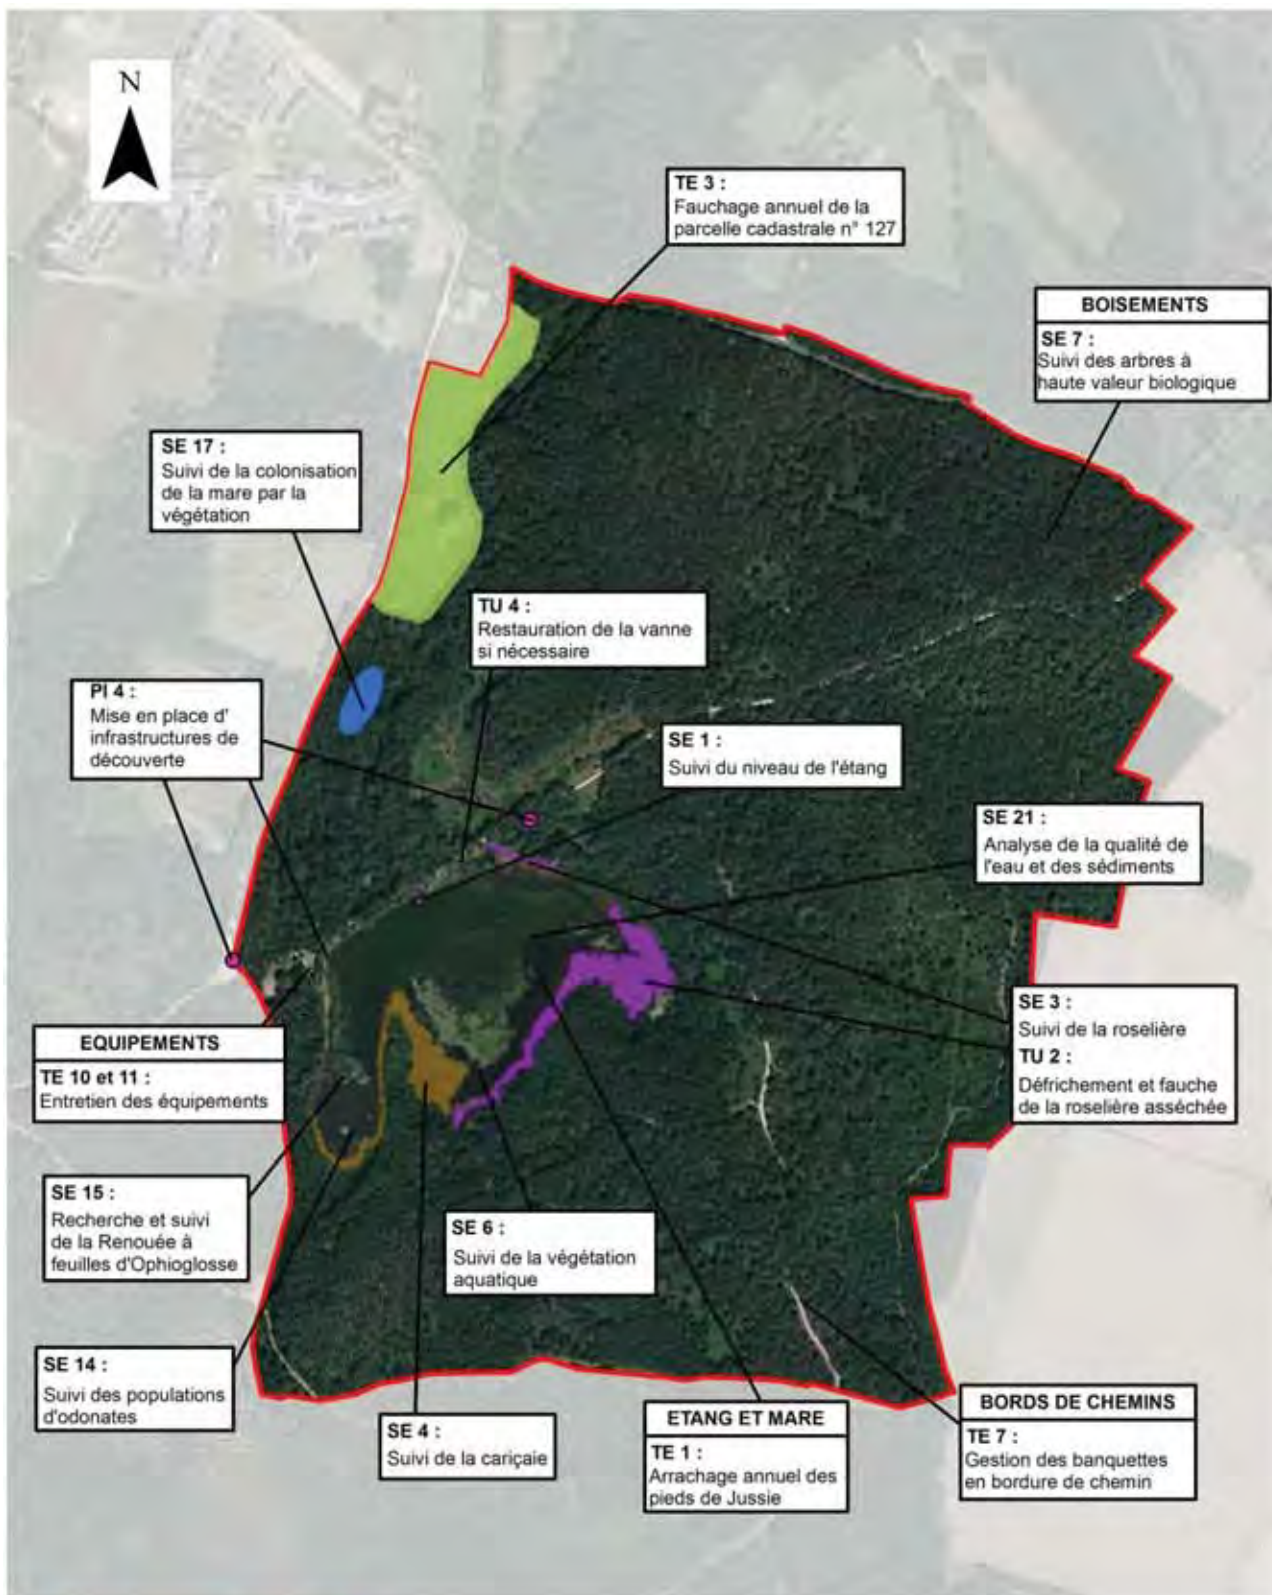 N
TE 3 :
Fauchage annuel de la
parcelle cadastrale n° 127
BOISEMENTS
SE 7 :
Suivi des arbres à
haute valeur biologique
SE 17 :
Suivi de la colonisation
de la mare par la
végétation
TU 4 :
Restauration de la vanne
si nécessaire
PI 4 :
Mise en place d'
infrastructures de
découverte
SE 1 :
Suivi du niveau de l'étang
SE 21 :
Analyse de la qualité de
l'eau et des sédiments
SE 3 :
Suivi de la roselière
TU 2 :
Défrichement et fauche
de la roselière asséchée
EQUIPEMENTS
TE 10 et 11 :
Entretien des équipements
SE 15 :
Recherche et suivi
de la Renouée à
feuilles d'Ophioglosse
SE 6 :
Suivi de la végétation
aquatique
SE 14 :
Suivi des populations
d'odonates
SE 4 :
Suivi de la cariçaie
ETANG ET MARE
TE 1 :
Arrachage annuel des
pieds de Jussie
BORDS DE CHEMINS
TE 7 :
Gestion des banquettes
en bordure de chemin